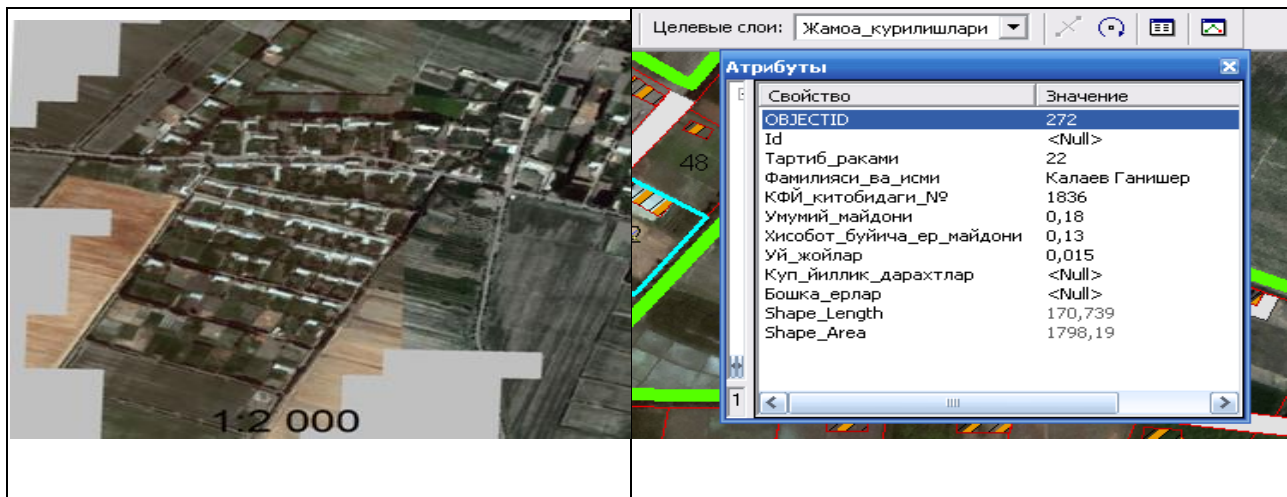 1:2 000
Целевые слои: Жамоа_курилишлари
Атрибуты
Свойство Значение
OBJECTID 272
Id <Null>
Тартиб_раками 22
Фамилияси_ва_исми Калаев Ганишер
КФЙ_китобидаги_№ 1836
Умумий_майдони 0,18
Хисобот_буйича_ер_майдони 0,13
Уй_жойлар 0,015
Куп_йиллик_дарахтлар <Null>
Бошка_ерлар <Null>
Shape_Length 170,739
Shape_Area 1798,19
1
48